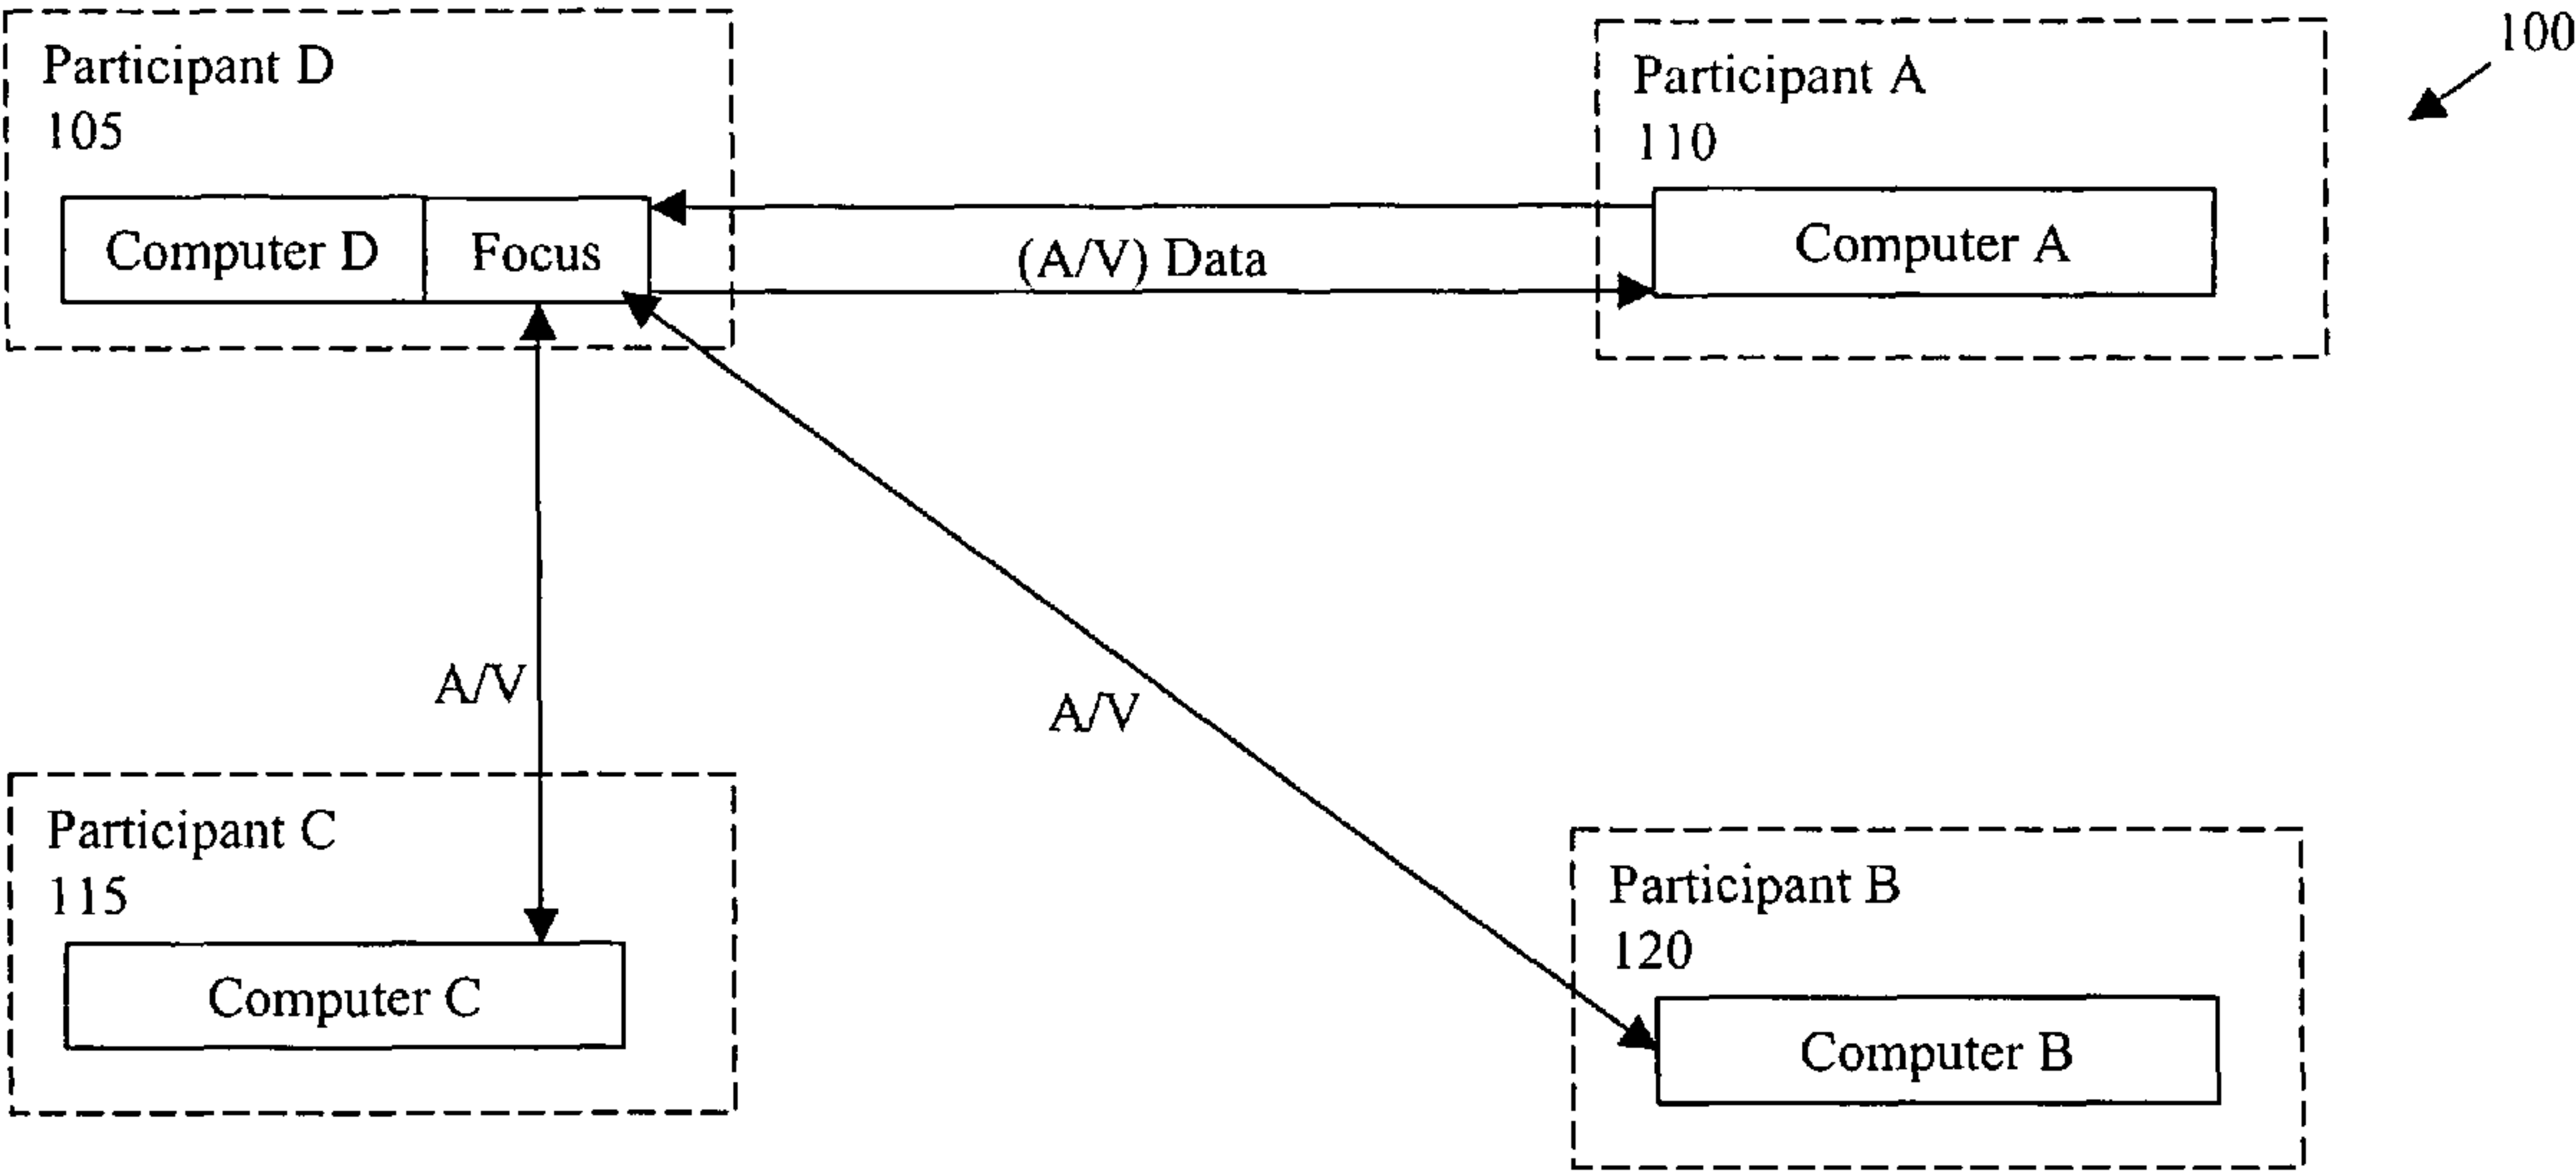 Participant D
105
Computer D
Focus
(A/V) Data
Participant A
110
Computer A
100
A/V
A/V
Participant C
115
Computer C
Participant B
120
Computer B